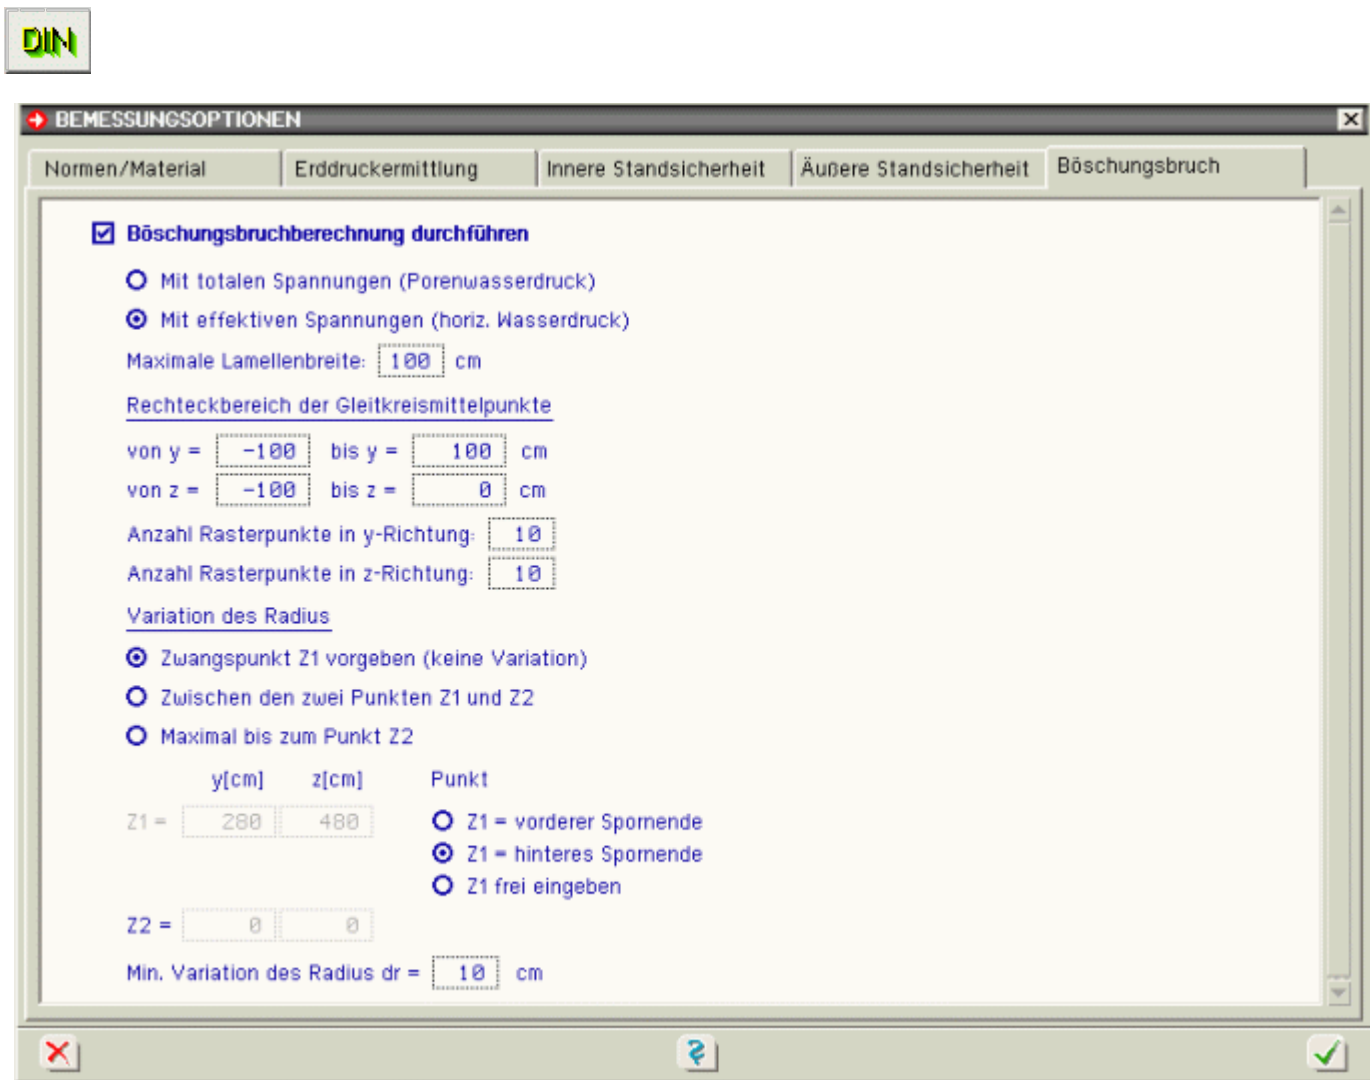 DIN
BEMESSUNGSOPTIONEN
Normen/Material Erddruckermittlung Innere Standsicherheit Äußere Standsicherheit Böschungsbruch
Böschungsbruchberechnung durchführen
Mit totalen Spannungen (Porenwasserdruck)
Mit effektiven Spannungen (horiz. Wasserdruck)
Maximale Lamellenbreite: 100 cm
Rechteckbereich der Gleitkreismittelpunkte
von y = -100 bis y = 100 cm
von z = -100 bis z = 0 cm
Anzahl Rasterpunkte in y-Richtung: 10
Anzahl Rasterpunkte in z-Richtung: 10
Variation des Radius
Zwangspunkt Z1 vorgeben (keine Variation)
Zwischen den zwei Punkten Z1 und Z2
Maximal bis zum Punkt Z2
y[cm] z[cm] Punkt
Z1 = 280 480 Z1 = vorderer Spornende
Z1 = hinteres Spornende
Z1 frei eingeben
Z2 = 0 0
Min. Variation des Radius dr = 10 cm